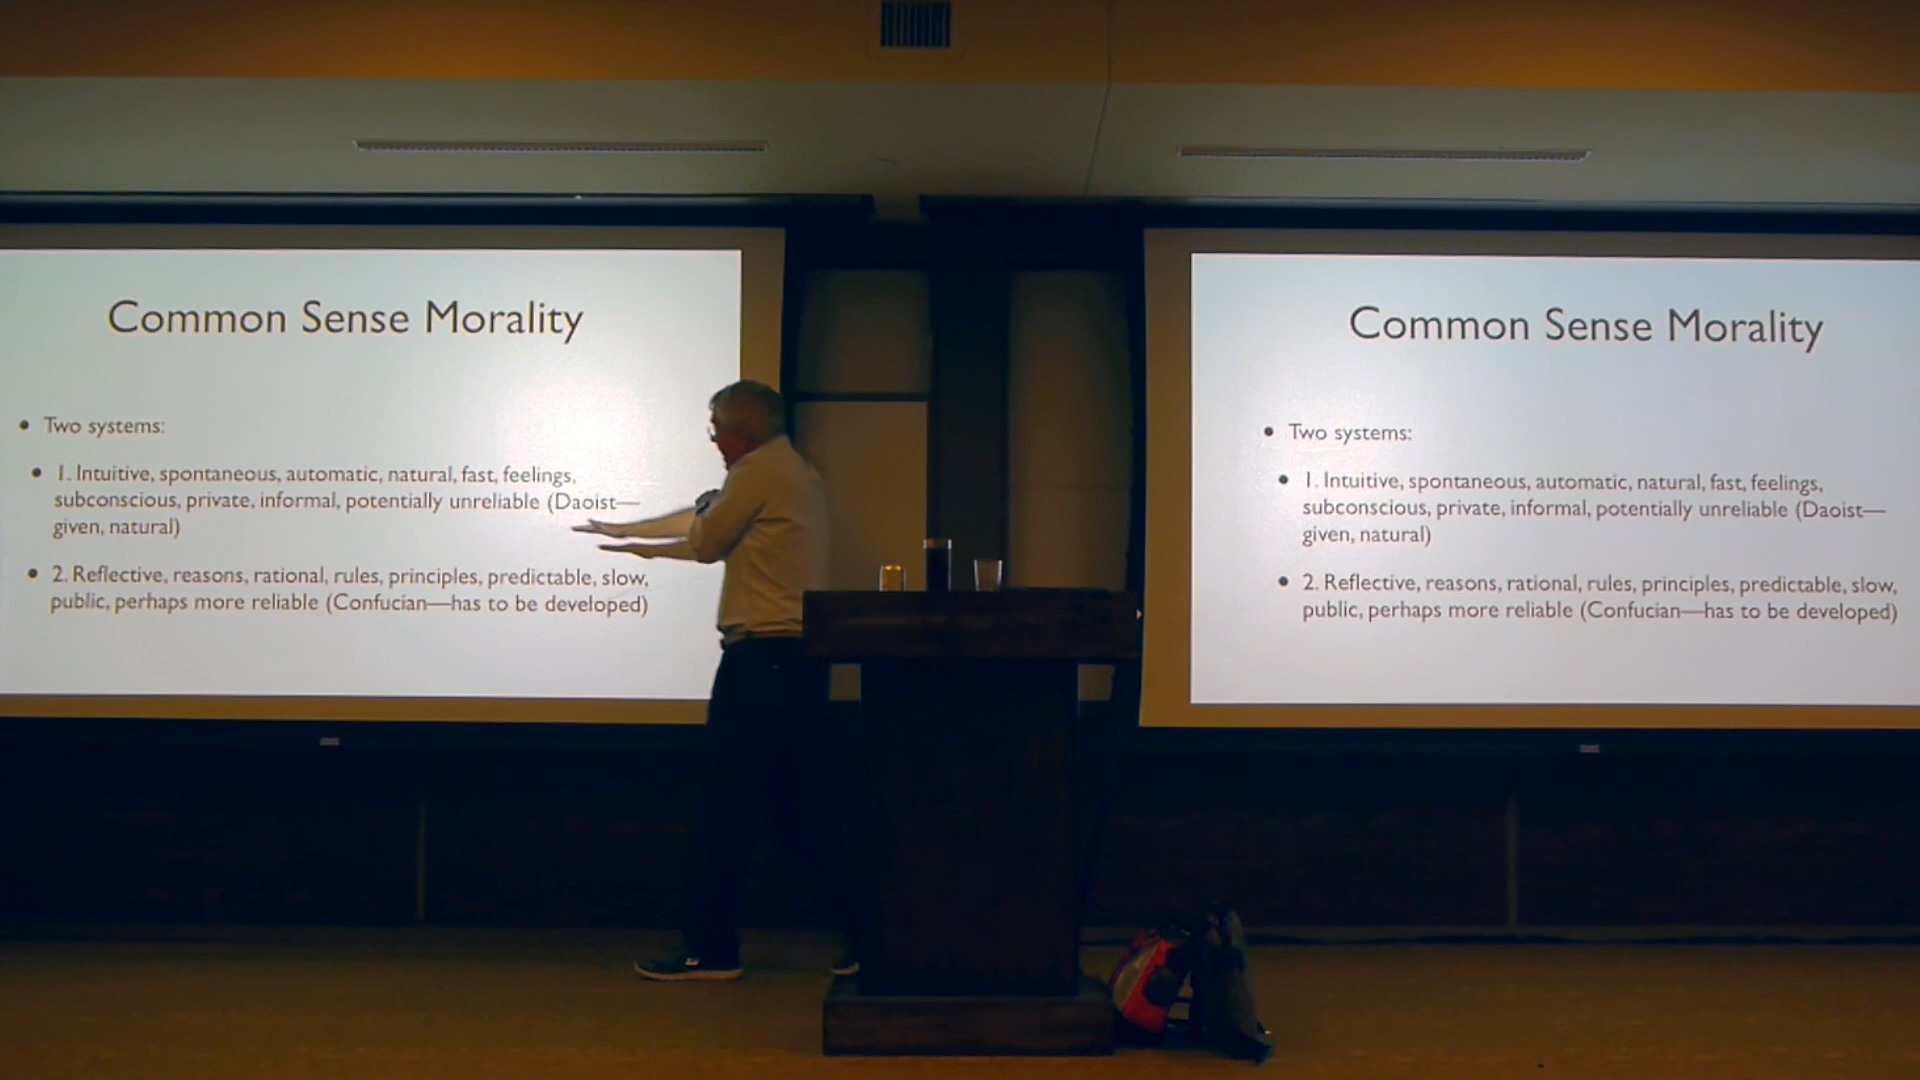 Common Sense Morality
• Two systems:
• 1. Intuitive, spontaneous, automatic, natural, fast, feelings,
subconscious, private, informal, potentially unreliable (Daoist—
given, natural)
• 2. Reflective, reasons, rational, rules, principles, predictable, slow,
public, perhaps more reliable (Confucian—has to be developed)
Common Sense Morality
• Two systems:
• 1. Intuitive, spontaneous, automatic, natural, fast, feelings,
subconscious, private, informal, potentially unreliable (Daoist—
given, natural)
• 2. Reflective, reasons, rational, rules, principles, predictable, slow,
public, perhaps more reliable (Confucian—has to be developed)